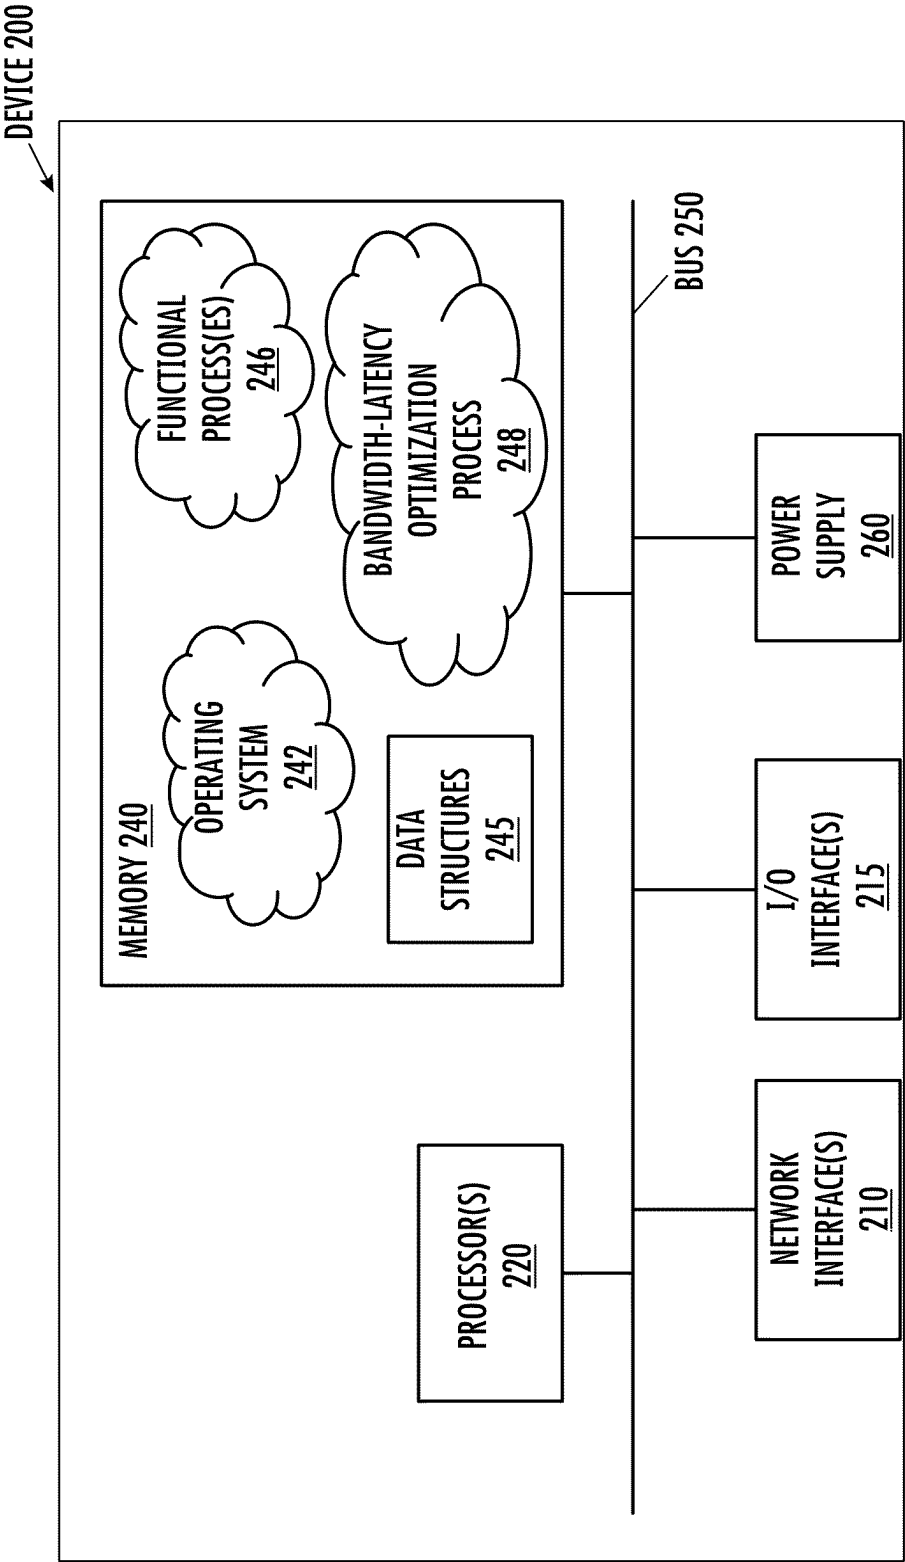 DEVICE 200
MEMORY 240
OPERATING
SYSTEM
242
FUNCTIONAL
PROCESS(ES)
246
DATA
STRUCTURES
245
BANDWIDTH-LATENCY
OPTIMIZATION
PROCESS
248
PROCESSOR(S)
220
BUS 250
NETWORK
INTERFACE(S)
210
I/O
INTERFACE(S)
215
POWER
SUPPLY
260